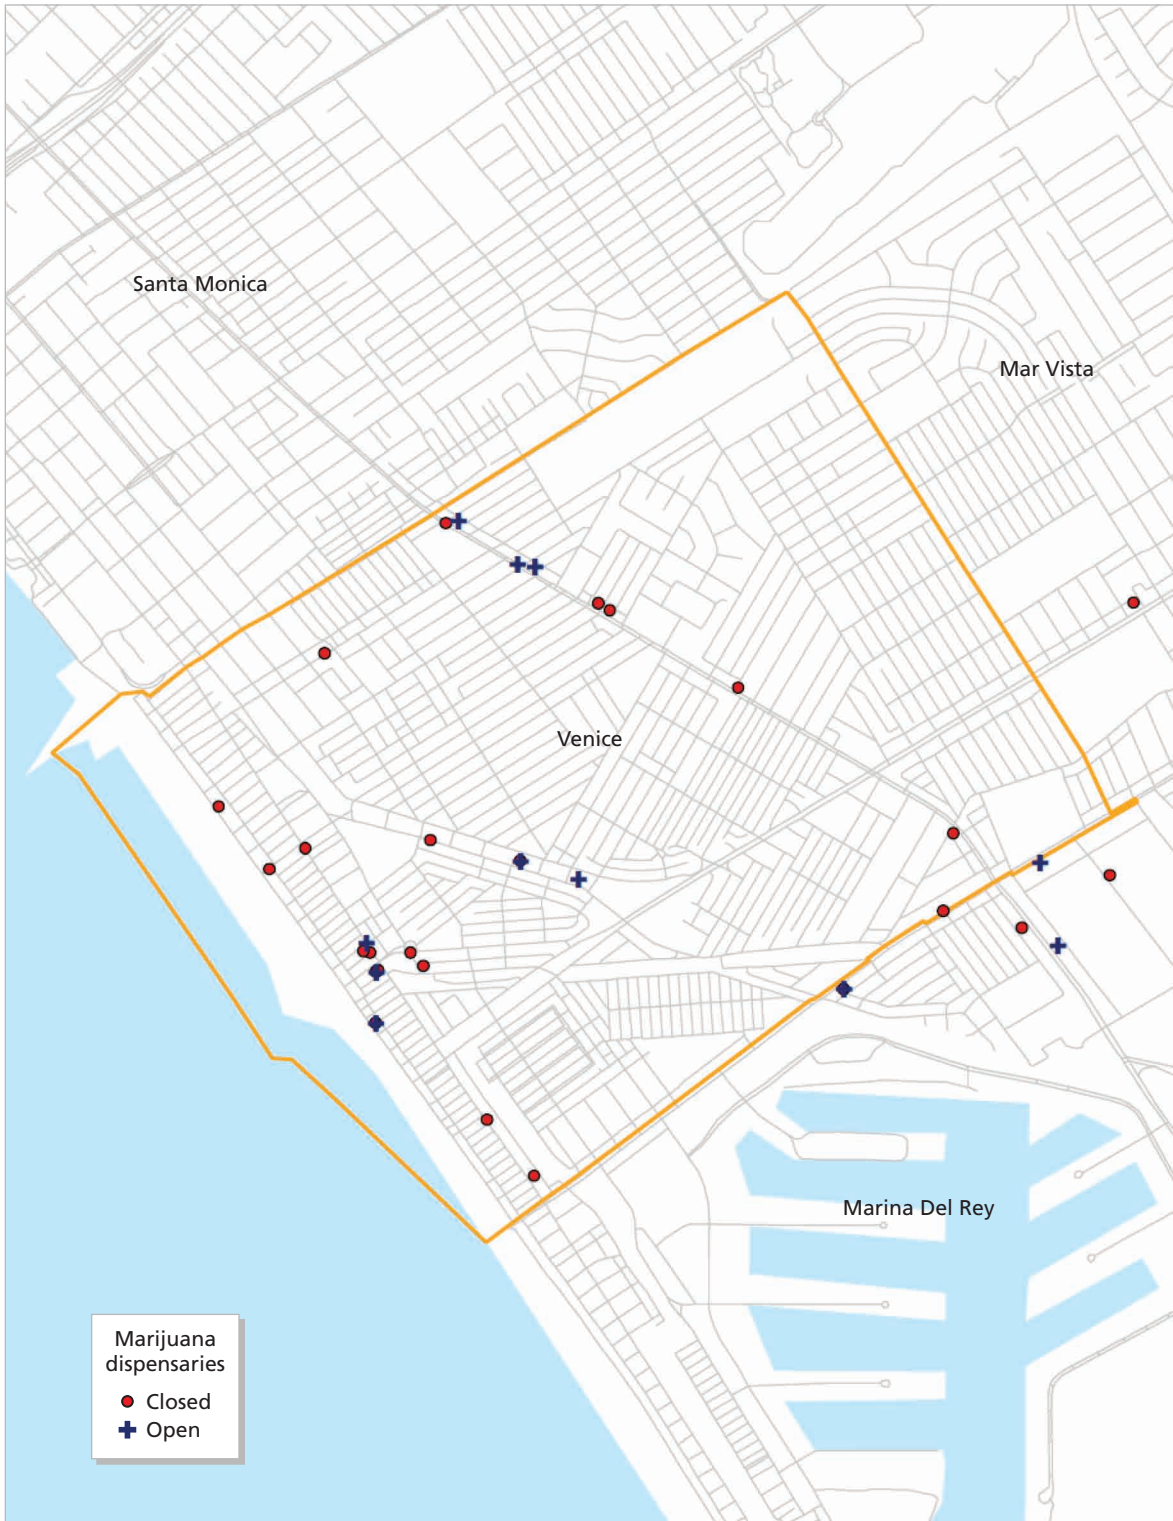 Santa Monica
Mar Vista
Venice
Marina Del Rey
Marijuana
dispensaries
Closed
Open